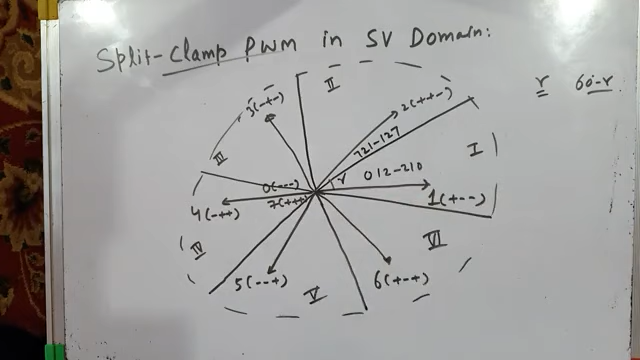 Split-Clamp PWM in SV Domain:
II
r 60-r
3(-+-)
2(++-)
721-127
I
III
r 012-210
0(---)
7(+++)
1(+--)
4(-++)
IV
VI
5(--+)
V
6(+-+)